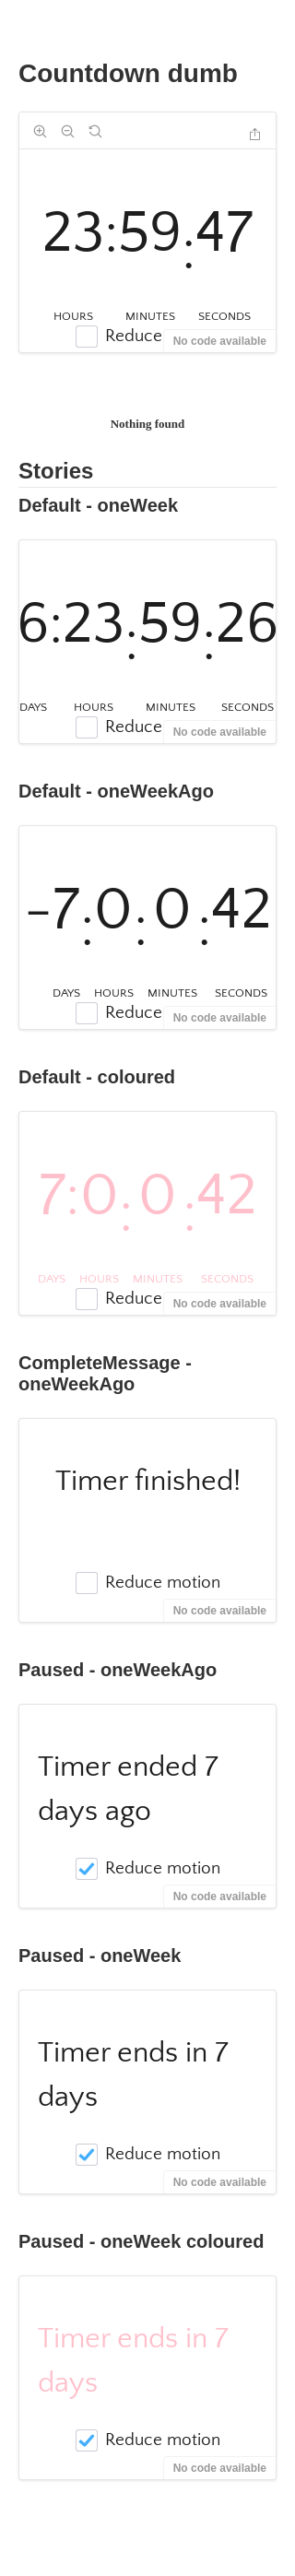 Countdown dumb
23:59:47
HOURS MINUTES SECONDS
Reduce
No code available
Nothing found
Stories
Default - oneWeek
6:23:59:26
DAYS HOURS MINUTES SECONDS
Reduce
No code available
Default - oneWeekAgo
-7:0:0:42
DAYS HOURS MINUTES SECONDS
Reduce
No code available
Default - coloured
7:0:0:42
DAYS HOURS MINUTES SECONDS
Reduce
No code available
CompleteMessage -
oneWeekAgo
Timer finished!
Reduce motion
No code available
Paused - oneWeekAgo
Timer ended 7
days ago
Reduce motion
No code available
Paused - oneWeek
Timer ends in 7
days
Reduce motion
No code available
Paused - oneWeek coloured
Timer ends in 7
days
Reduce motion
No code available